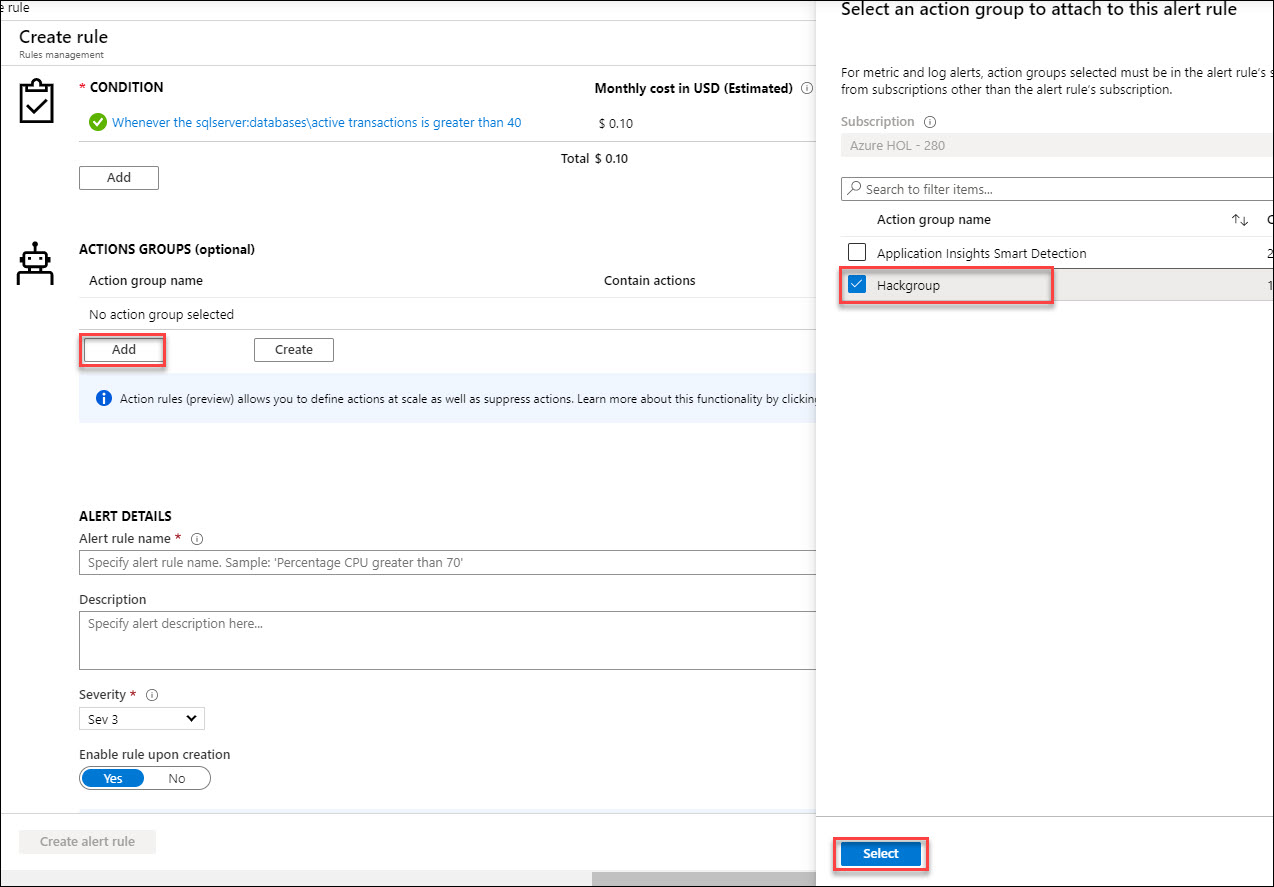 e rule
Create rule
Rules management
* CONDITION
Monthly cost in USD (Estimated)
Whenever the sqlserver:databases\active transactions is greater than 40
$ 0.10
Total $ 0.10
Add
ACTIONS GROUPS (optional)
Action group name
Contain actions
No action group selected
Add
Create
Action rules (preview) allows you to define actions at scale as well as suppress actions. Learn more about this functionality by clicking
ALERT DETAILS
Alert rule name *
Specify alert rule name. Sample: 'Percentage CPU greater than 70'
Description
Specify alert description here...
Severity *
Sev 3
Enable rule upon creation
Yes
No
Create alert rule
Select an action group to attach to this alert rule
For metric and log alerts, action groups selected must be in the alert rule's s
from subscriptions other than the alert rule's subscription.
Subscription
Azure HOL - 280
Search to filter items...
Action group name
Application Insights Smart Detection
Hackgroup
Select